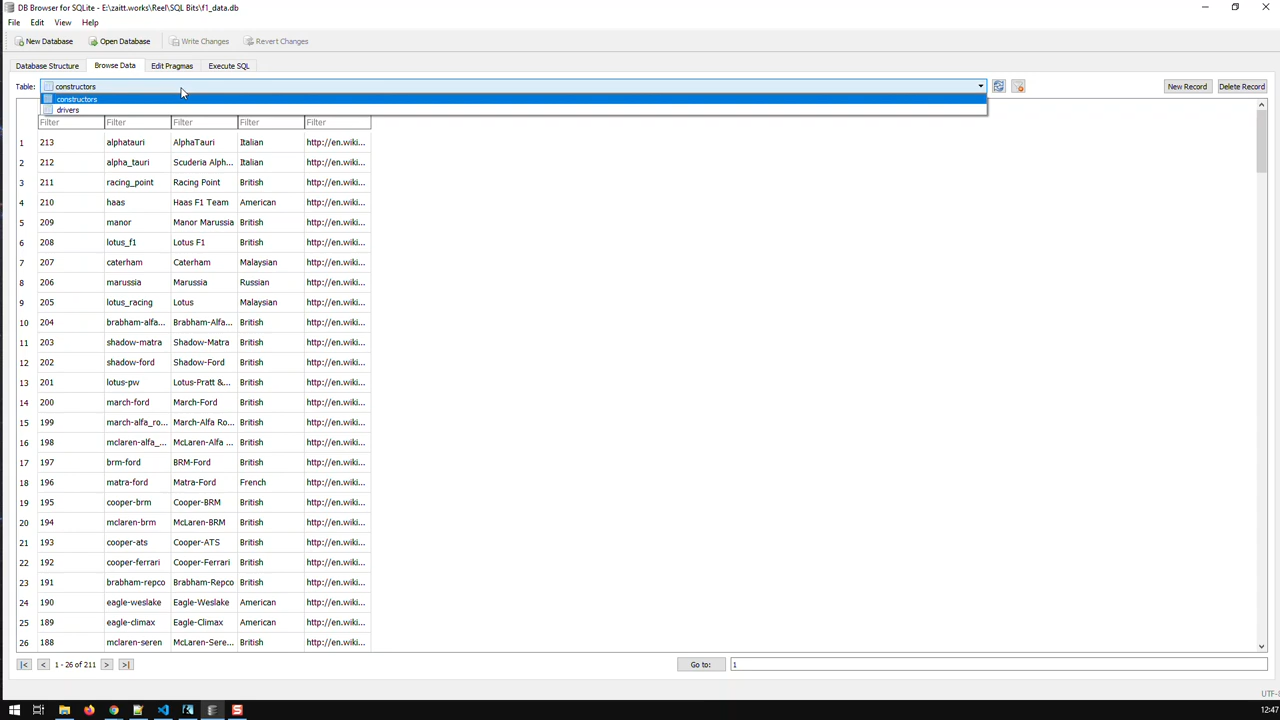 DB Browser for SQLite - E:\zaitt.works\Reel\SQL Bits\f1_data.db
File Edit View Help
New Database Open Database Write Changes Revert Changes
Database Structure Browse Data Edit Pragmas Execute SQL
Table: constructors New Record Delete Record
constructors
drivers
Filter Filter Filter Filter Filter
1 213 alphatauri AlphaTauri Italian http://en.wiki...
2 212 alpha_tauri Scuderia Alph... Italian http://en.wiki...
3 211 racing_point Racing Point British http://en.wiki...
4 210 haas Haas F1 Team American http://en.wiki...
5 209 manor Manor Marussia British http://en.wiki...
6 208 lotus_f1 Lotus F1 British http://en.wiki...
7 207 caterham Caterham Malaysian http://en.wiki...
8 206 marussia Marussia Russian http://en.wiki...
9 205 lotus_racing Lotus Malaysian http://en.wiki...
10 204 brabham-alfa... Brabham-Alfa... British http://en.wiki...
11 203 shadow-matra Shadow-Matra British http://en.wiki...
12 202 shadow-ford Shadow-Ford British http://en.wiki...
13 201 lotus-pw Lotus-Pratt &... British http://en.wiki...
14 200 march-ford March-Ford British http://en.wiki...
15 199 march-alfa_ro... March-Alfa Ro... British http://en.wiki...
16 198 mclaren-alfa_... McLaren-Alfa ... British http://en.wiki...
17 197 brm-ford BRM-Ford British http://en.wiki...
18 196 matra-ford Matra-Ford French http://en.wiki...
19 195 cooper-brm Cooper-BRM British http://en.wiki...
20 194 mclaren-brm McLaren-BRM British http://en.wiki...
21 193 cooper-ats Cooper-ATS British http://en.wiki...
22 192 cooper-ferrari Cooper-Ferrari British http://en.wiki...
23 191 brabham-repco Brabham-Repco British http://en.wiki...
24 190 eagle-weslake Eagle-Weslake American http://en.wiki...
25 189 eagle-climax Eagle-Climax American http://en.wiki...
26 188 mclaren-seren McLaren-Sere... British http://en.wiki...
|< < 1 - 26 of 211 > >| Go to: 1
UTF-8
12:47